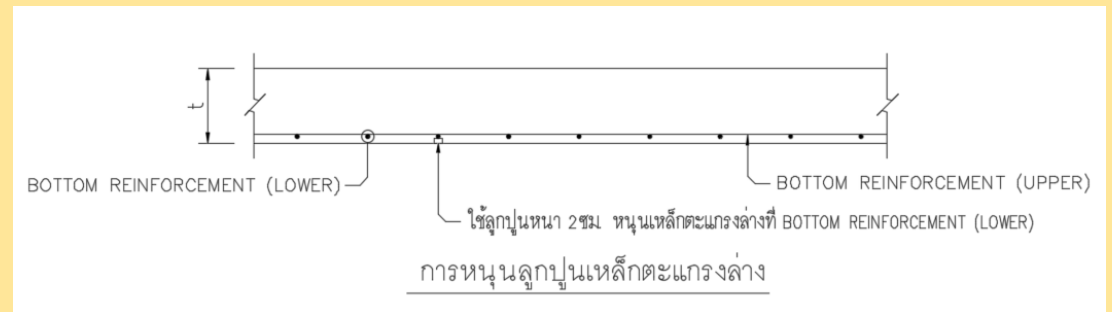 t
BOTTOM REINFORCEMENT (LOWER)
BOTTOM REINFORCEMENT (UPPER)
ใช้ลูกปูนหนา 2ซม. หนุนเหล็กตะแกรงล่างที่ BOTTOM REINFORCEMENT (LOWER)
การหนุนลูกปูนเหล็กตะแกรงล่าง